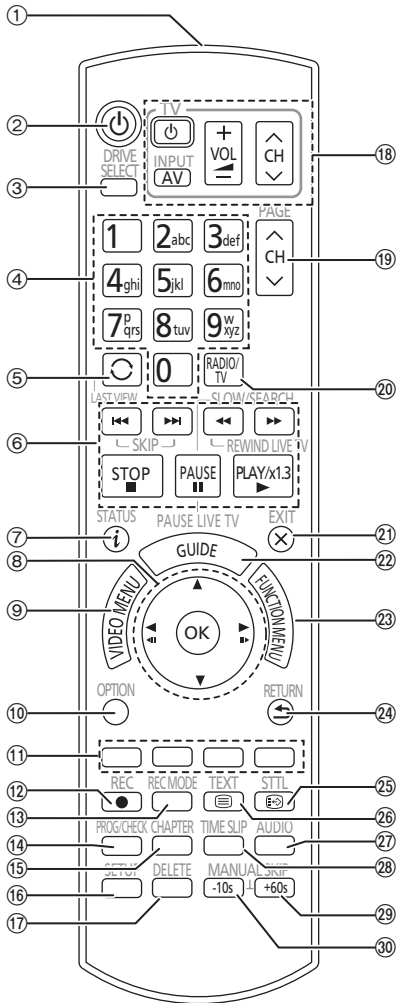 ①
② TV
DRIVE SELECT INPUT AV + VOL − CH ⑱
③
PAGE
④ 1 2abc 3def CH ⑲
4ghi 5jkl 6mno
7pqrs 8tuv 9wxyz
⑤ 0 RADIO/TV ⑳
LAST VIEW SLOW/SEARCH
⑥ SKIP REWIND LIVE TV
STOP PAUSE PLAY/x1.3
STATUS PAUSE LIVE TV EXIT
⑦ i ㉑
⑧ GUIDE ㉒
⑨ VIDEO MENU OK FUNCTION MENU ㉓
OPTION RETURN
⑩ ㉔
⑪
REC REC MODE TEXT STTL
⑫ ㉕
⑬ ㉖
PROG/CHECK CHAPTER TIME SLIP AUDIO
⑭ ㉗
⑮ ㉘
SETUP DELETE MANUAL SKIP
⑯ -10s +60s ㉙
⑰ ㉚